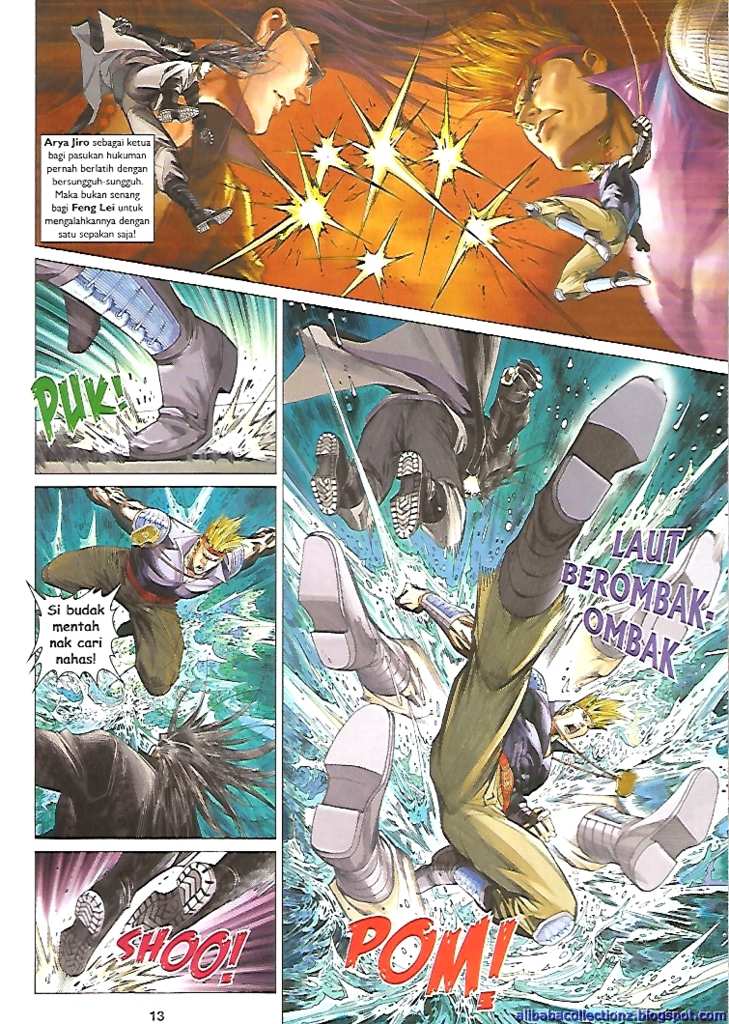 Arya Jiro sebagai ketua
bagi pasukan hukuman
pernah berlatih dengan
bersungguh-sungguh.
Maka bukan senang
bagi Feng Lei untuk
mengalahkannya dengan
satu sepakan saja!
PUK!
Si budak
mentah
nak cari
nahas!
SHOO!
LAUT
BEROMBAK-
OMBAK
POM!
13
alibabacollectionz.blogspot.com